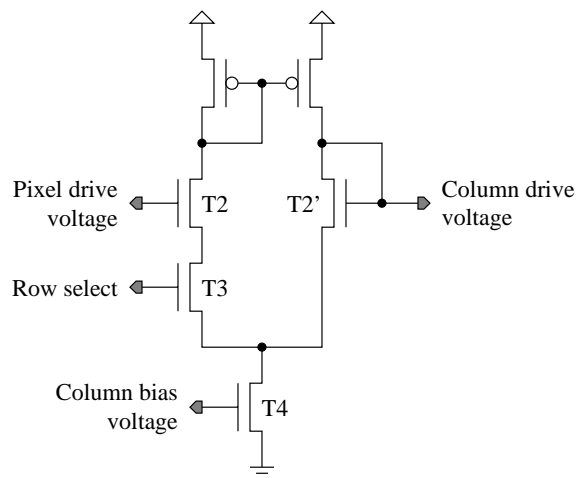 Pixel drive
voltage
T2
T2’
Column drive
voltage
Row select
T3
Column bias
voltage
T4